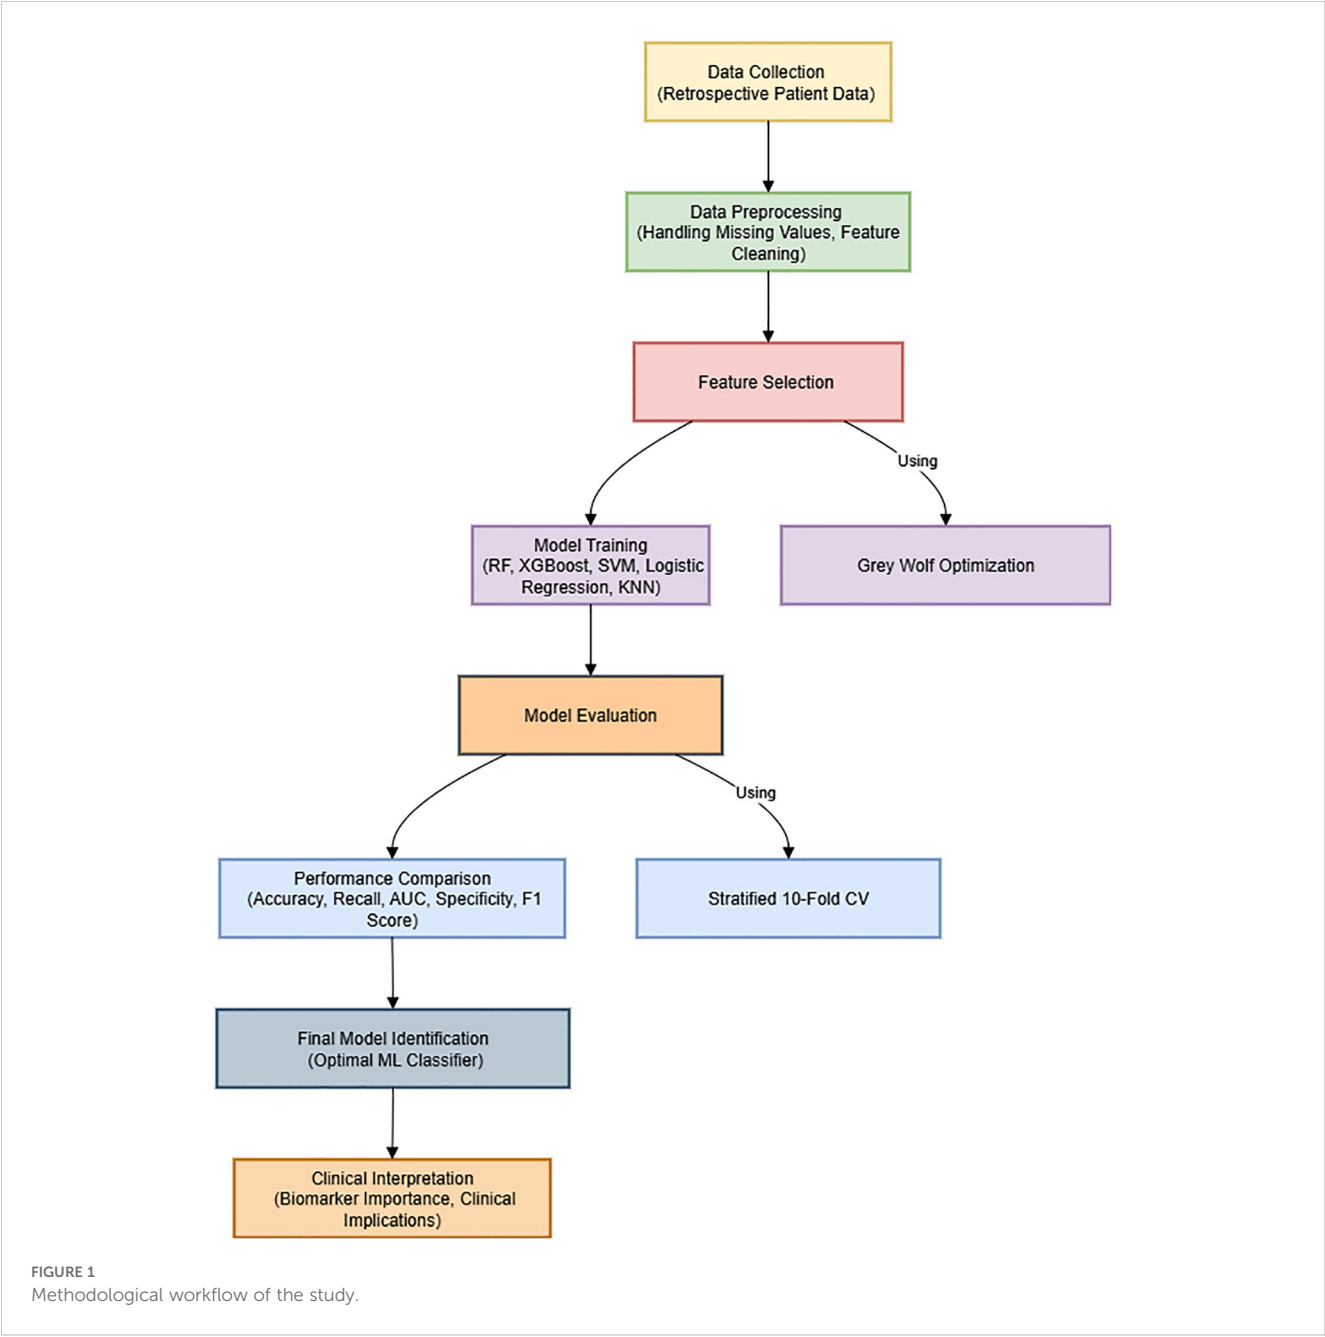 Data Collection
(Retrospective Patient Data)
Data Preprocessing
(Handling Missing Values, Feature
Cleaning)
Feature Selection
Using
Model Training
(RF, XGBoost, SVM, Logistic
Regression, KNN)
Grey Wolf Optimization
Model Evaluation
Using
Performance Comparison
(Accuracy, Recall, AUC, Specificity, F1
Score)
Stratified 10-Fold CV
Final Model Identification
(Optimal ML Classifier)
Clinical Interpretation
(Biomarker Importance, Clinical
Implications)
FIGURE 1
Methodological workflow of the study.